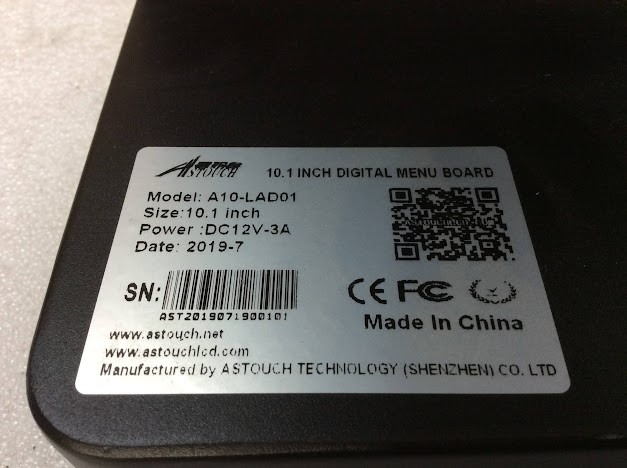 ASTOUCH
10.1 INCH DIGITAL MENU BOARD
Model: A10-LAD01
Size:10.1 inch
Power :DC12V-3A
Date: 2019-7
SN:
AST2019071900101
CE FC
Made In China
www.astouch.net
www.astouchlcd.com
Manufactured by ASTOUCH TECHNOLOGY (SHENZHEN) CO. LTD